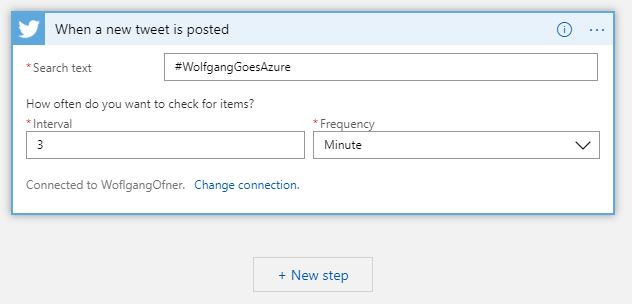 When a new tweet is posted
* Search text
#WolfgangGoesAzure
How often do you want to check for items?
* Interval
* Frequency
3
Minute
Connected to WoflgangOfner. Change connection.
+ New step